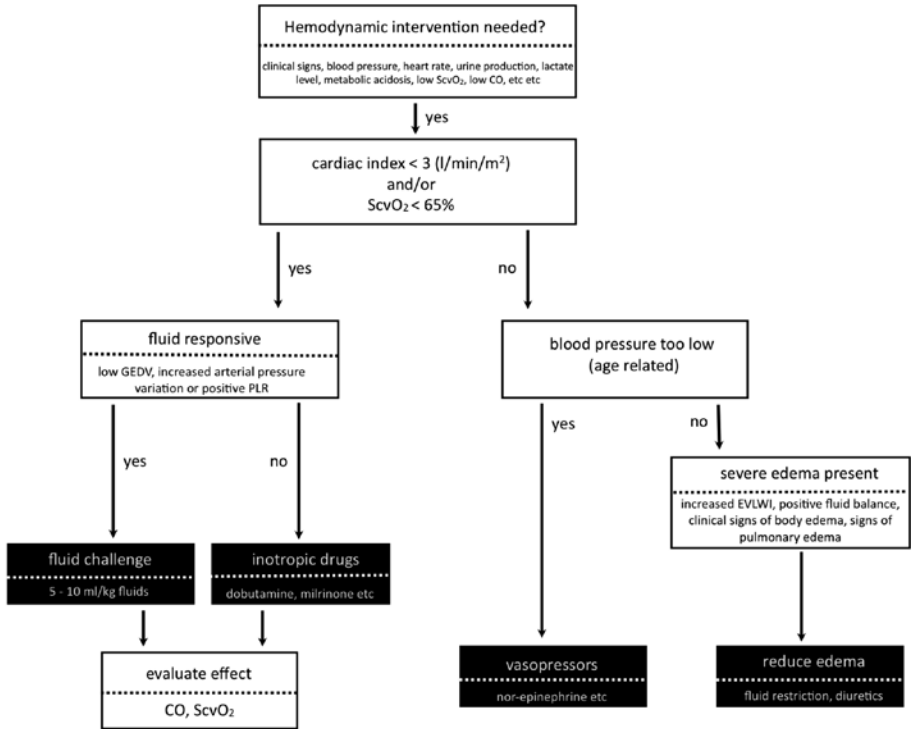 Hemodynamic intervention needed?
clinical signs, blood pressure, heart rate, urine production, lactate
level, metabolic acidosis, low ScvO₂, low CO, etc etc
yes
cardiac index < 3 (l/min/m²)
and/or
ScvO₂ < 65%
yes
no
fluid responsive
low GEDV, increased arterial pressure
variation or positive PLR
blood pressure too low
(age related)
yes
no
yes
no
severe edema present
increased EVLWI, positive fluid balance,
clinical signs of body edema, signs
of pulmonary edema
fluid challenge
5 - 10 ml/kg fluids
inotropic drugs
dobutamine, milrinone etc
evaluate effect
CO, ScvO₂
vasopressors
nor-epinephrine etc
reduce edema
fluid restriction, diuretics